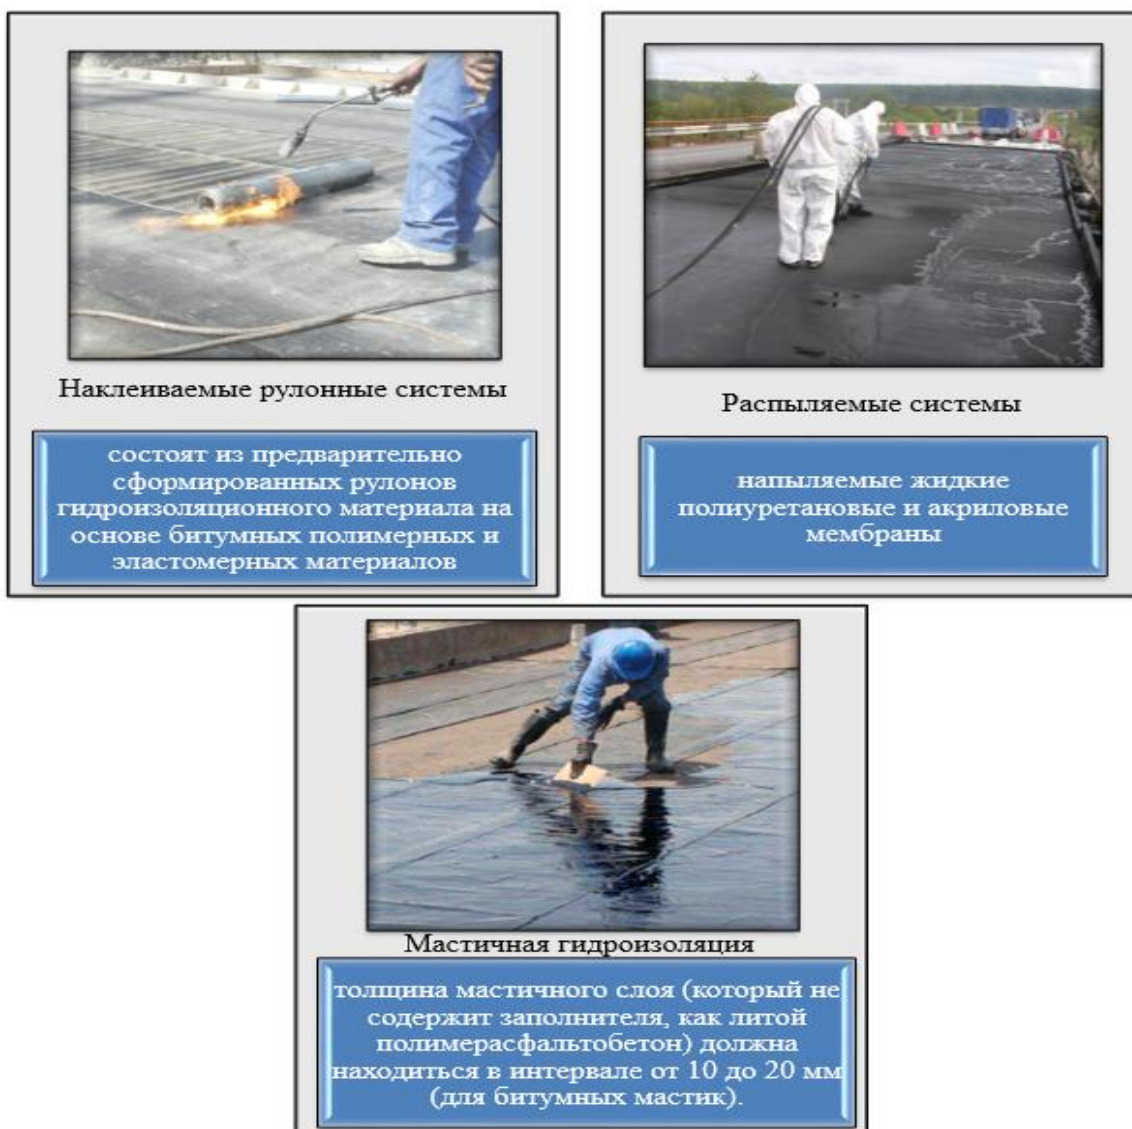 Наклеиваемые рулонные системы
состоят из предварительно
сформированных рулонов
гидроизоляционного материала на
основе битумных полимерных и
эластомерных материалов
Распыляемые системы
напыляемые жидкие
полиуретановые и акриловые
мембраны
Мастичная гидроизоляция
толщина мастичного слоя (который не
содержит заполнителя, как литой
полимерасфальтобетон) должна
находиться в интервале от 10 до 20 мм
(для битумных мастик).